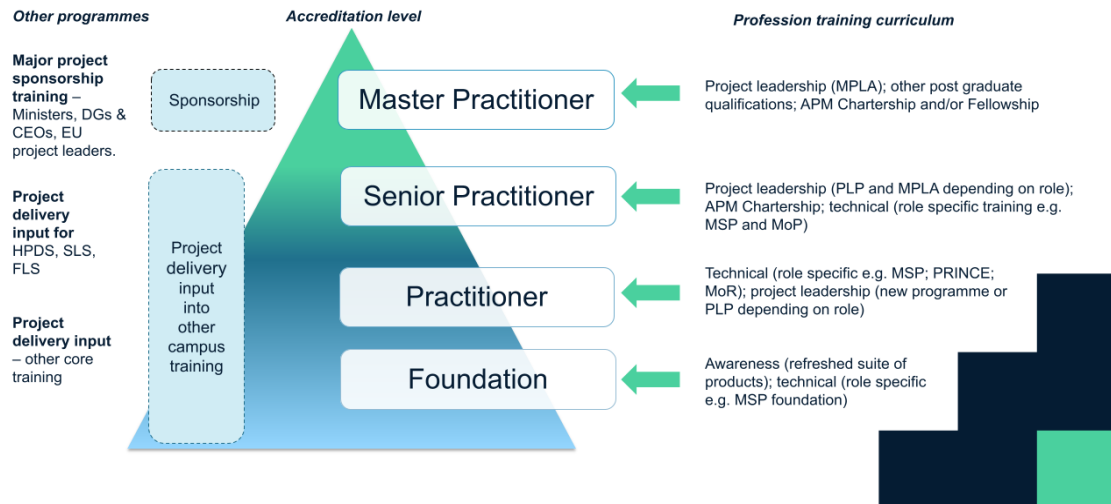 Other programmes
Accreditation level
Profession training curriculum
Major project
sponsorship
training –
Ministers, DGs &
CEOs, EU
project leaders.
Sponsorship
Master Practitioner
Project leadership (MPLA); other post graduate
qualifications; APM Chartership and/or Fellowship
Project
delivery
input for
HPDS, SLS,
FLS
Senior Practitioner
Project leadership (PLP and MPLA depending on role);
APM Chartership; technical (role specific training e.g.
MSP and MoP)
Project
delivery
input
into
other
campus
training
Practitioner
Technical (role specific e.g. MSP; PRINCE;
MoR); project leadership (new programme or
PLP depending on role)
Project
delivery input
– other core
training
Foundation
Awareness (refreshed suite of
products); technical (role specific
e.g. MSP foundation)